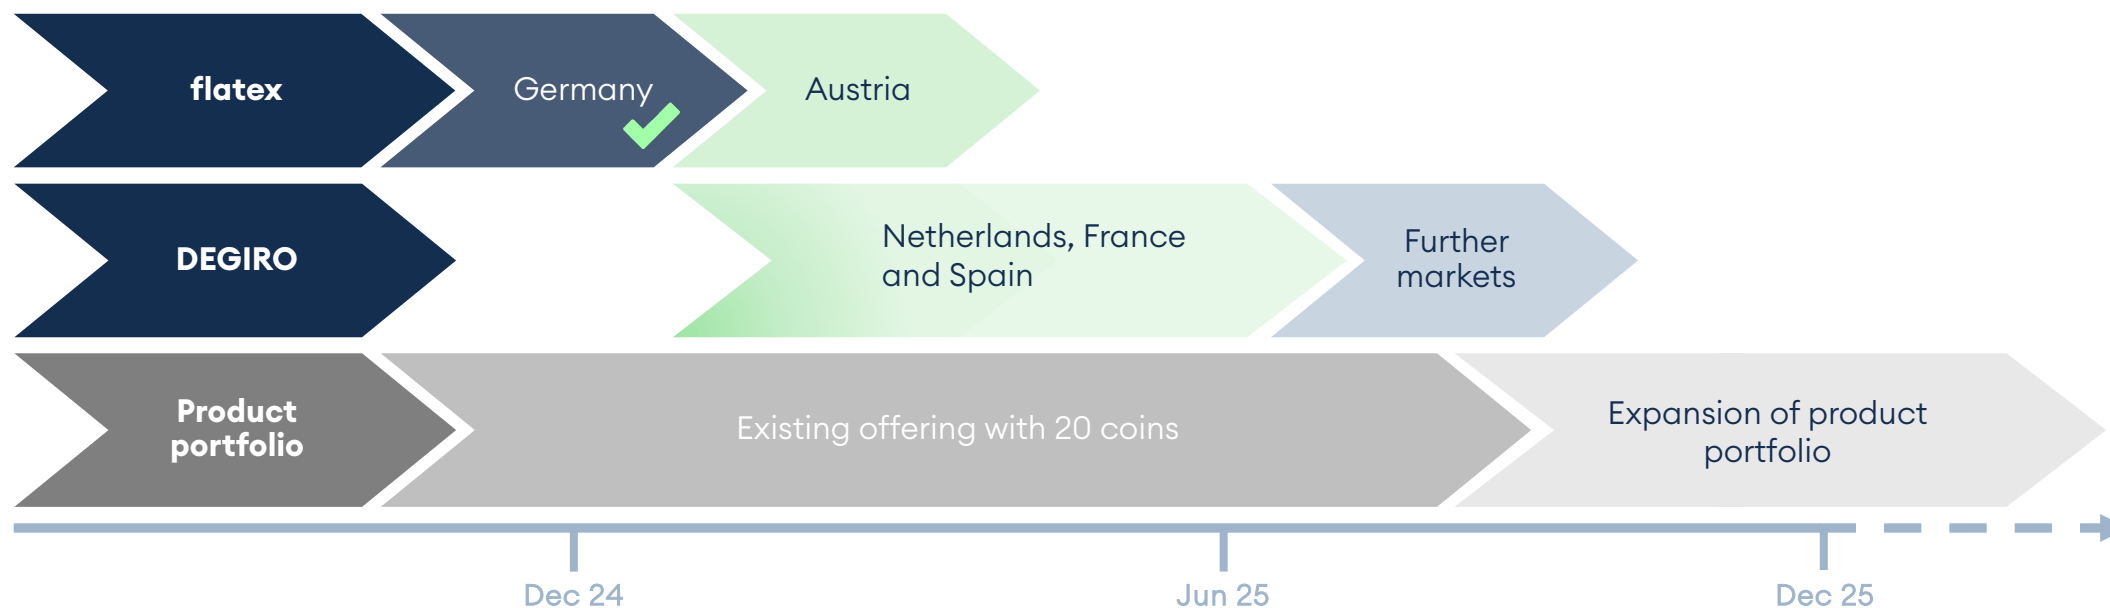 flatex
Germany
Austria
DEGIRO
Netherlands, France
and Spain
Further
markets
Product
portfolio
Existing offering with 20 coins
Expansion of product
portfolio
Dec 24
Jun 25
Dec 25